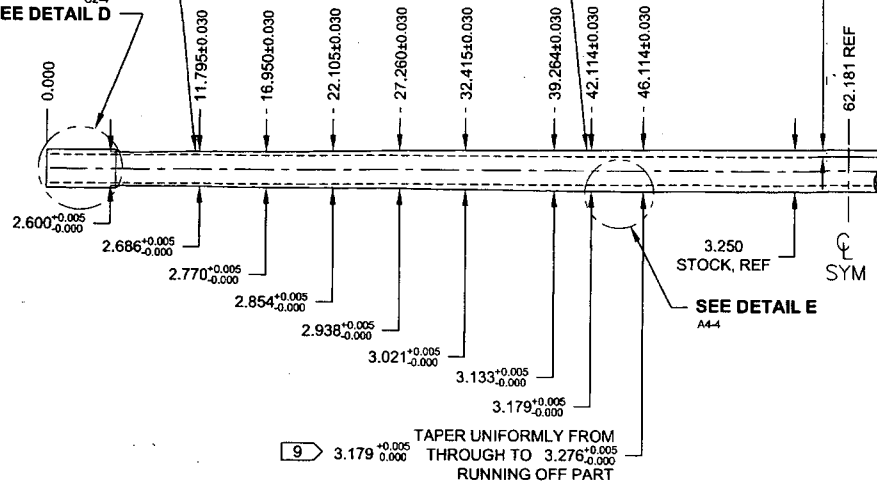 EE DETAIL D
0.000
11.795±0.030
16.950±0.030
22.105±0.030
27.260±0.030
32.415±0.030
39.264±0.030
42.114±0.030
46.114±0.030
62.181 REF
2.600+0.005 -0.000
2.686+0.005 -0.000
2.770+0.005 -0.000
2.854+0.005 -0.000
2.938+0.005 -0.000
3.021+0.005 -0.000
3.133+0.005 -0.000
3.179+0.005 -0.000
3.250
STOCK, REF
℄
SYM
SEE DETAIL E
A4-4
TAPER UNIFORMLY FROM
9 3.179 +0.005 0.000 THROUGH TO 3.276+0.005 -0.000
RUNNING OFF PART